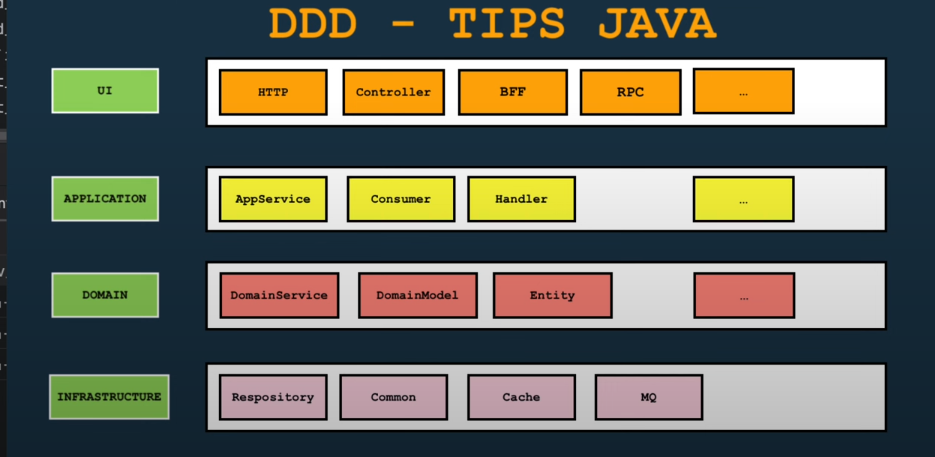 DDD - TIPS JAVA
UI
HTTP
Controller
BFF
RPC
…
APPLICATION
AppService
Consumer
Handler
…
DOMAIN
DomainService
DomainModel
Entity
…
INFRASTRUCTURE
Respository
Common
Cache
MQ